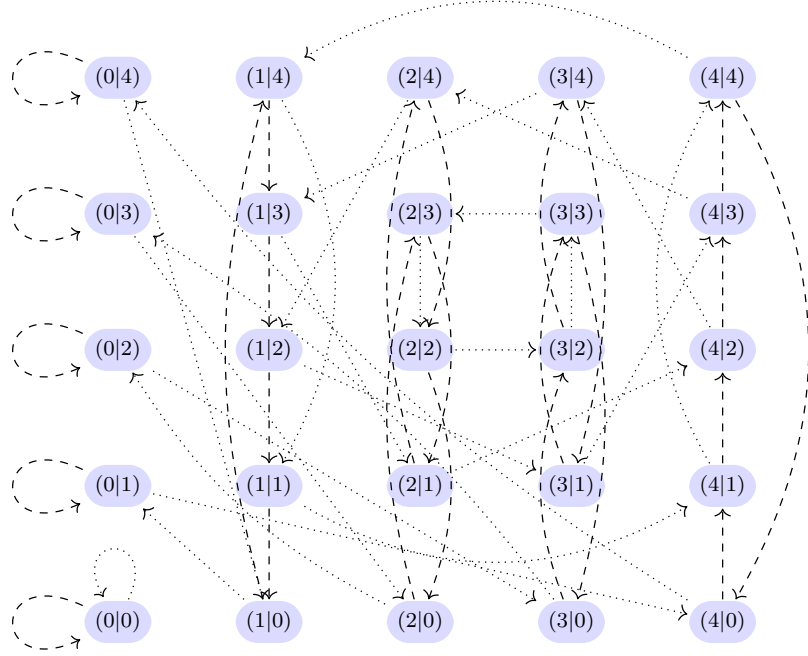 (0|4) (1|4) (2|4) (3|4) (4|4)
(0|3) (1|3) (2|3) (3|3) (4|3)
(0|2) (1|2) (2|2) (3|2) (4|2)
(0|1) (1|1) (2|1) (3|1) (4|1)
(0|0) (1|0) (2|0) (3|0) (4|0)